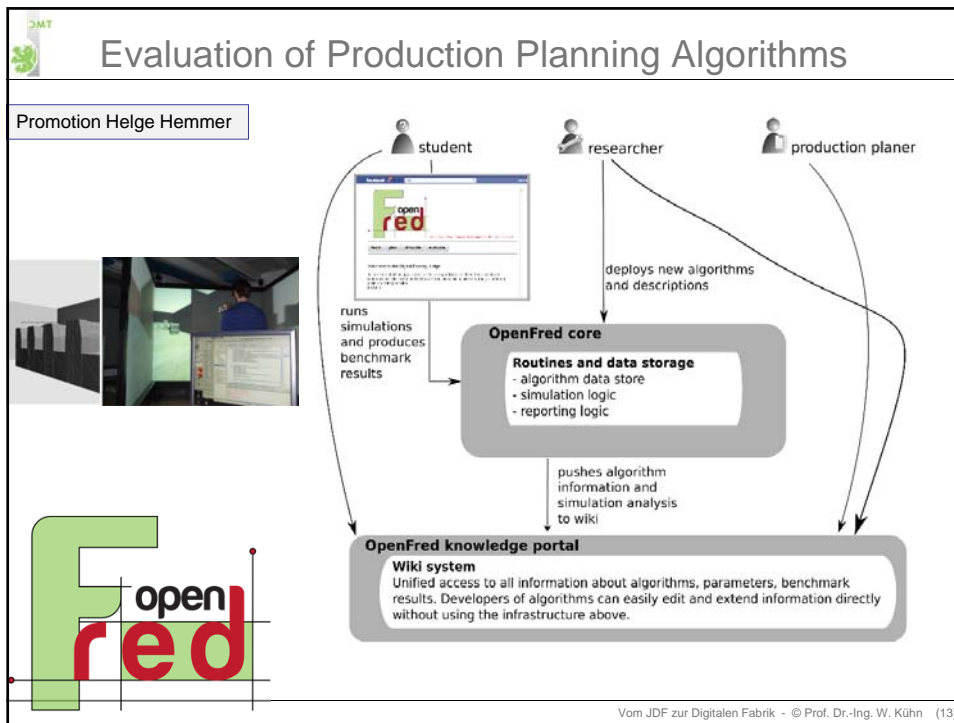 DMT
Evaluation of Production Planning Algorithms
Promotion Helge Hemmer
student
researcher
production planer
open
red
deploys new algorithms
and descriptions
runs
simulations
and produces
benchmark
results
OpenFred core
Routines and data storage
- algorithm data store
- simulation logic
- reporting logic
pushes algorithm
information and
simulation analysis
to wiki
OpenFred knowledge portal
Wiki system
Unified access to all information about algorithms, parameters, benchmark
results. Developers of algorithms can easily edit and extend information directly
without using the infrastructure above.
open
Fred
Vom JDF zur Digitalen Fabrik - © Prof. Dr.-Ing. W. Kühn (13